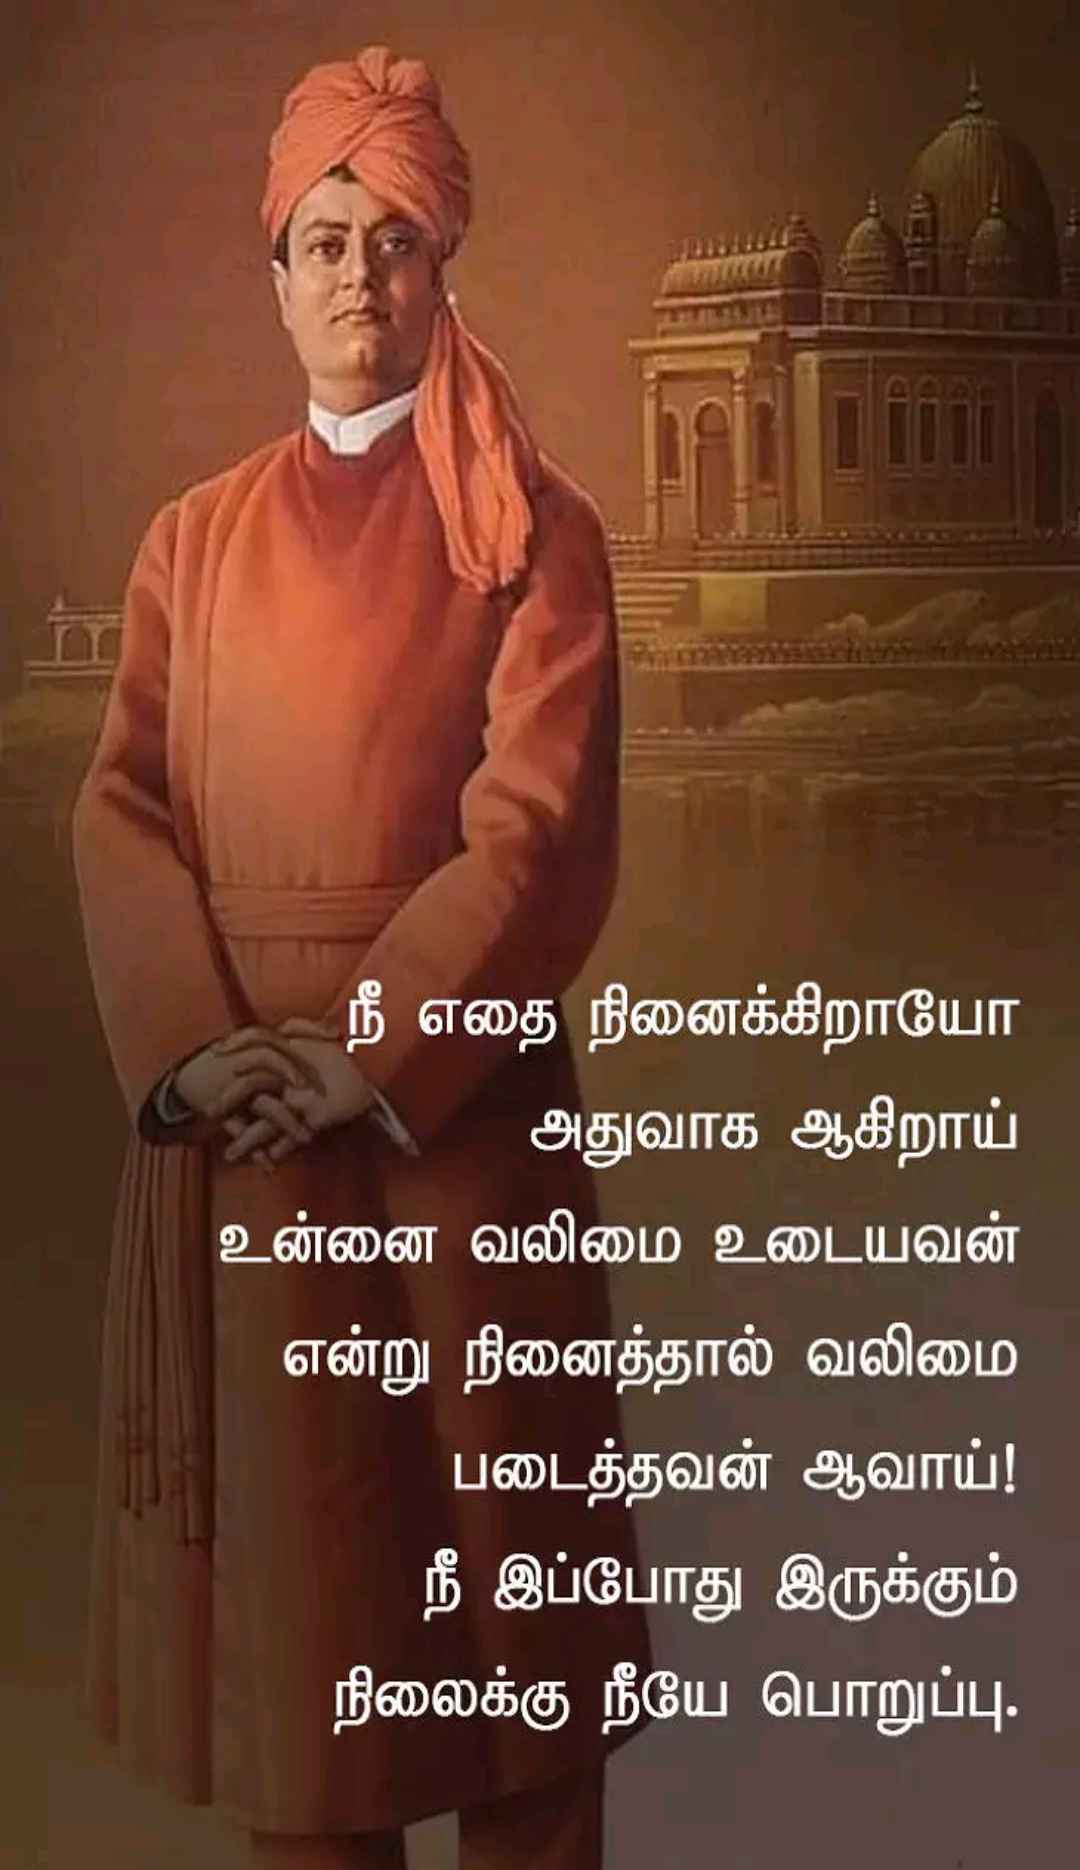 நீ எதை நினைக்கிறாயோ
அதுவாக ஆகிறாய்
உன்னை வலிமை உடையவன்
என்று நினைத்தால் வலிமை
படைத்தவன் ஆவாய்!
நீ இப்போது இருக்கும்
நிலைக்கு நீயே பொறுப்பு.